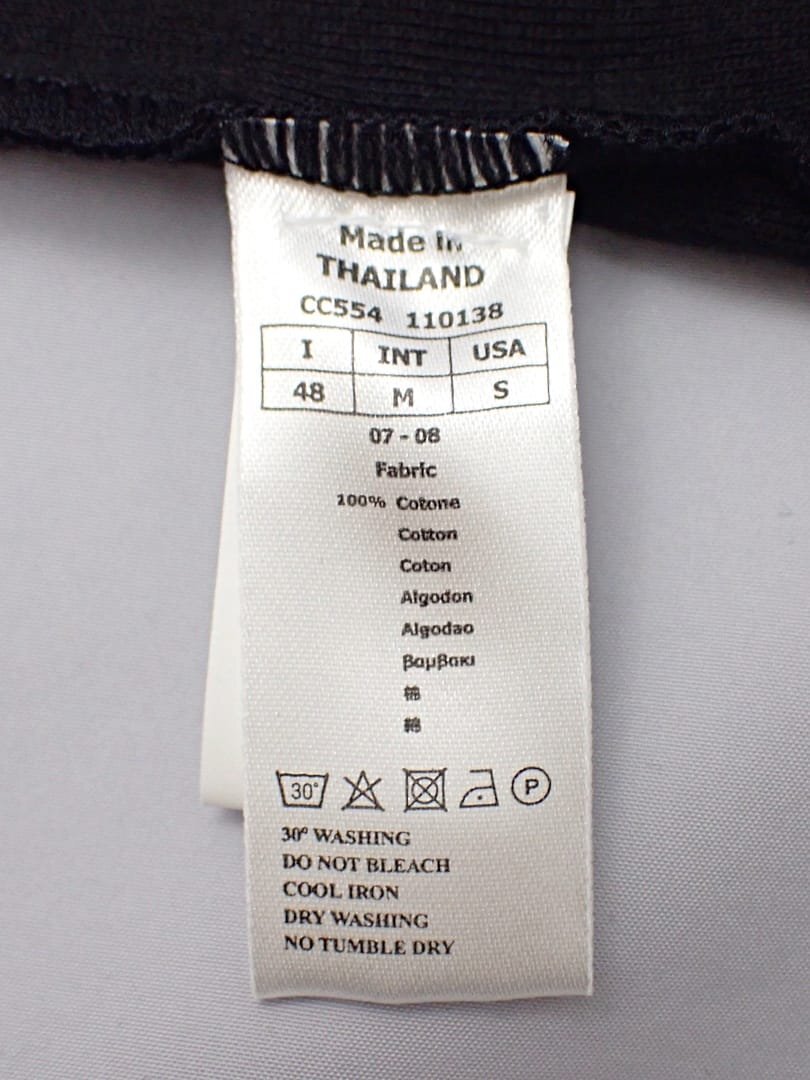 Made in
THAILAND
CC554 110138
I INT USA
48 M S
07 - 08
Fabric
100% Cotone
Cotton
Coton
Algodon
Algodao
βαμβακι
棉
綿
30°
P
30° WASHING
DO NOT BLEACH
COOL IRON
DRY WASHING
NO TUMBLE DRY